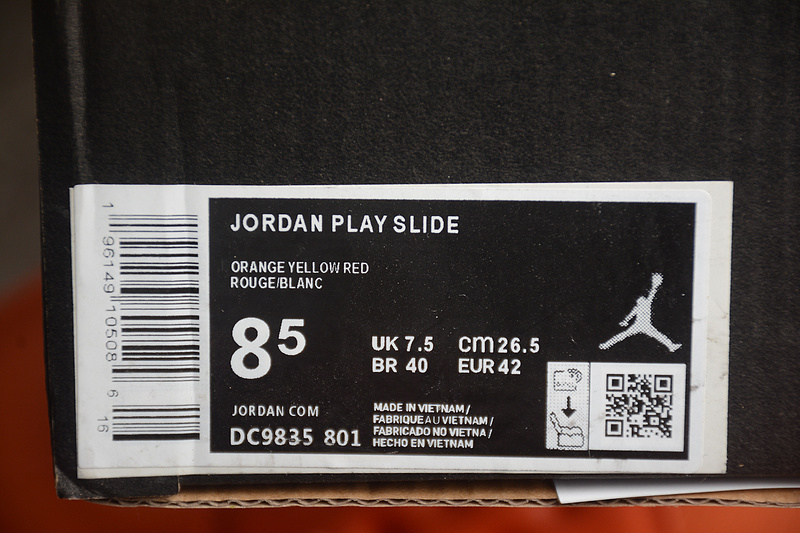 JORDAN PLAY SLIDE
ORANGE YELLOW RED
ROUGE/BLANC
8 5
UK 7.5 cm 26.5
BR 40 EUR 42
JORDAN COM
DC9835 801
MADE IN VIETNAM /
FABRIQUE AU VIETNAM /
FABRICADO NO VIETNA /
HECHO EN VIETNAM
1 96149 10508 6 16